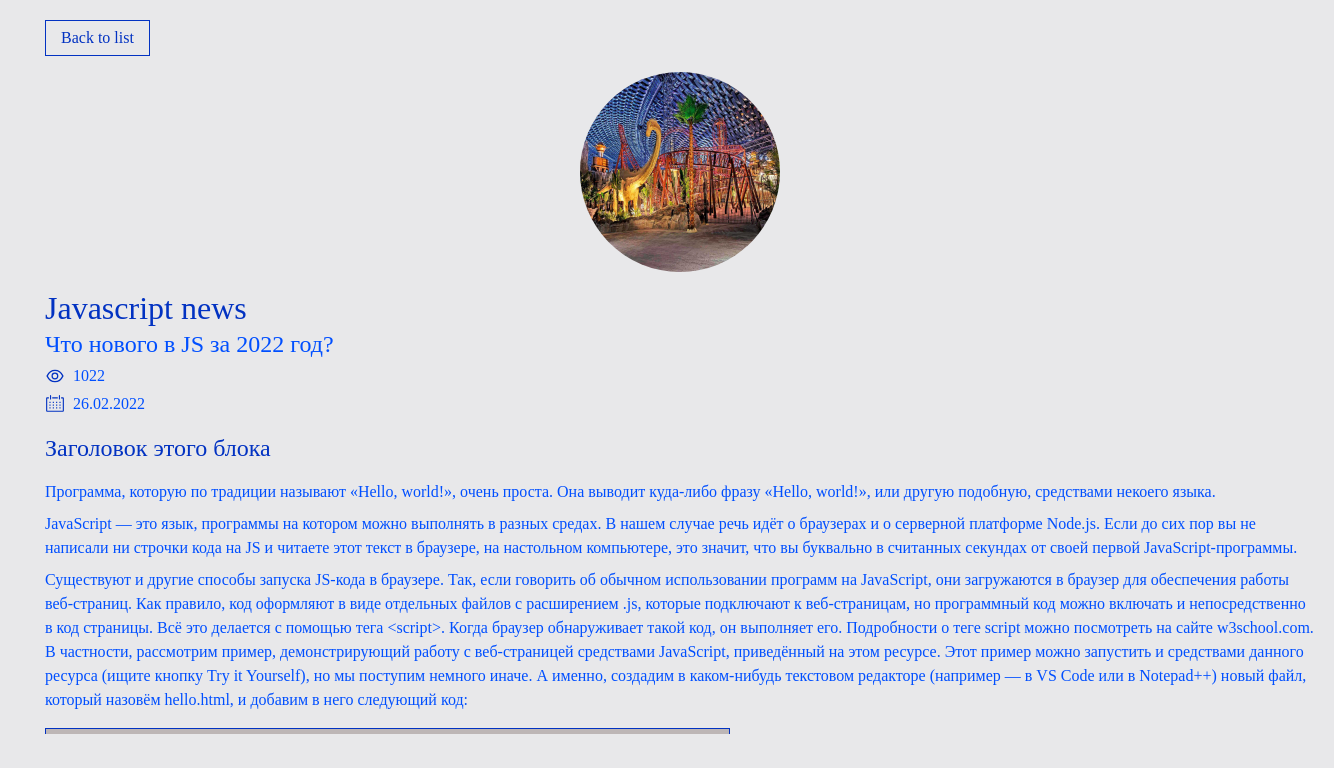 Back to list
Javascript news
Что нового в JS за 2022 год?
1022
26.02.2022
Заголовок этого блока
Программа, которую по традиции называют «Hello, world!», очень проста. Она выводит куда-либо фразу «Hello, world!», или другую подобную, средствами некоего языка.
JavaScript — это язык, программы на котором можно выполнять в разных средах. В нашем случае речь идёт о браузерах и о серверной платформе Node.js. Если до сих пор вы не
написали ни строчки кода на JS и читаете этот текст в браузере, на настольном компьютере, это значит, что вы буквально в считанных секундах от своей первой JavaScript-программы.
Существуют и другие способы запуска JS-кода в браузере. Так, если говорить об обычном использовании программ на JavaScript, они загружаются в браузер для обеспечения работы
веб-страниц. Как правило, код оформляют в виде отдельных файлов с расширением .js, которые подключают к веб-страницам, но программный код можно включать и непосредственно
в код страницы. Всё это делается с помощью тега <script>. Когда браузер обнаруживает такой код, он выполняет его. Подробности о теге script можно посмотреть на сайте w3school.com.
В частности, рассмотрим пример, демонстрирующий работу с веб-страницей средствами JavaScript, приведённый на этом ресурсе. Этот пример можно запустить и средствами данного
ресурса (ищите кнопку Try it Yourself), но мы поступим немного иначе. А именно, создадим в каком-нибудь текстовом редакторе (например — в VS Code или в Notepad++) новый файл,
который назовём hello.html, и добавим в него следующий код: